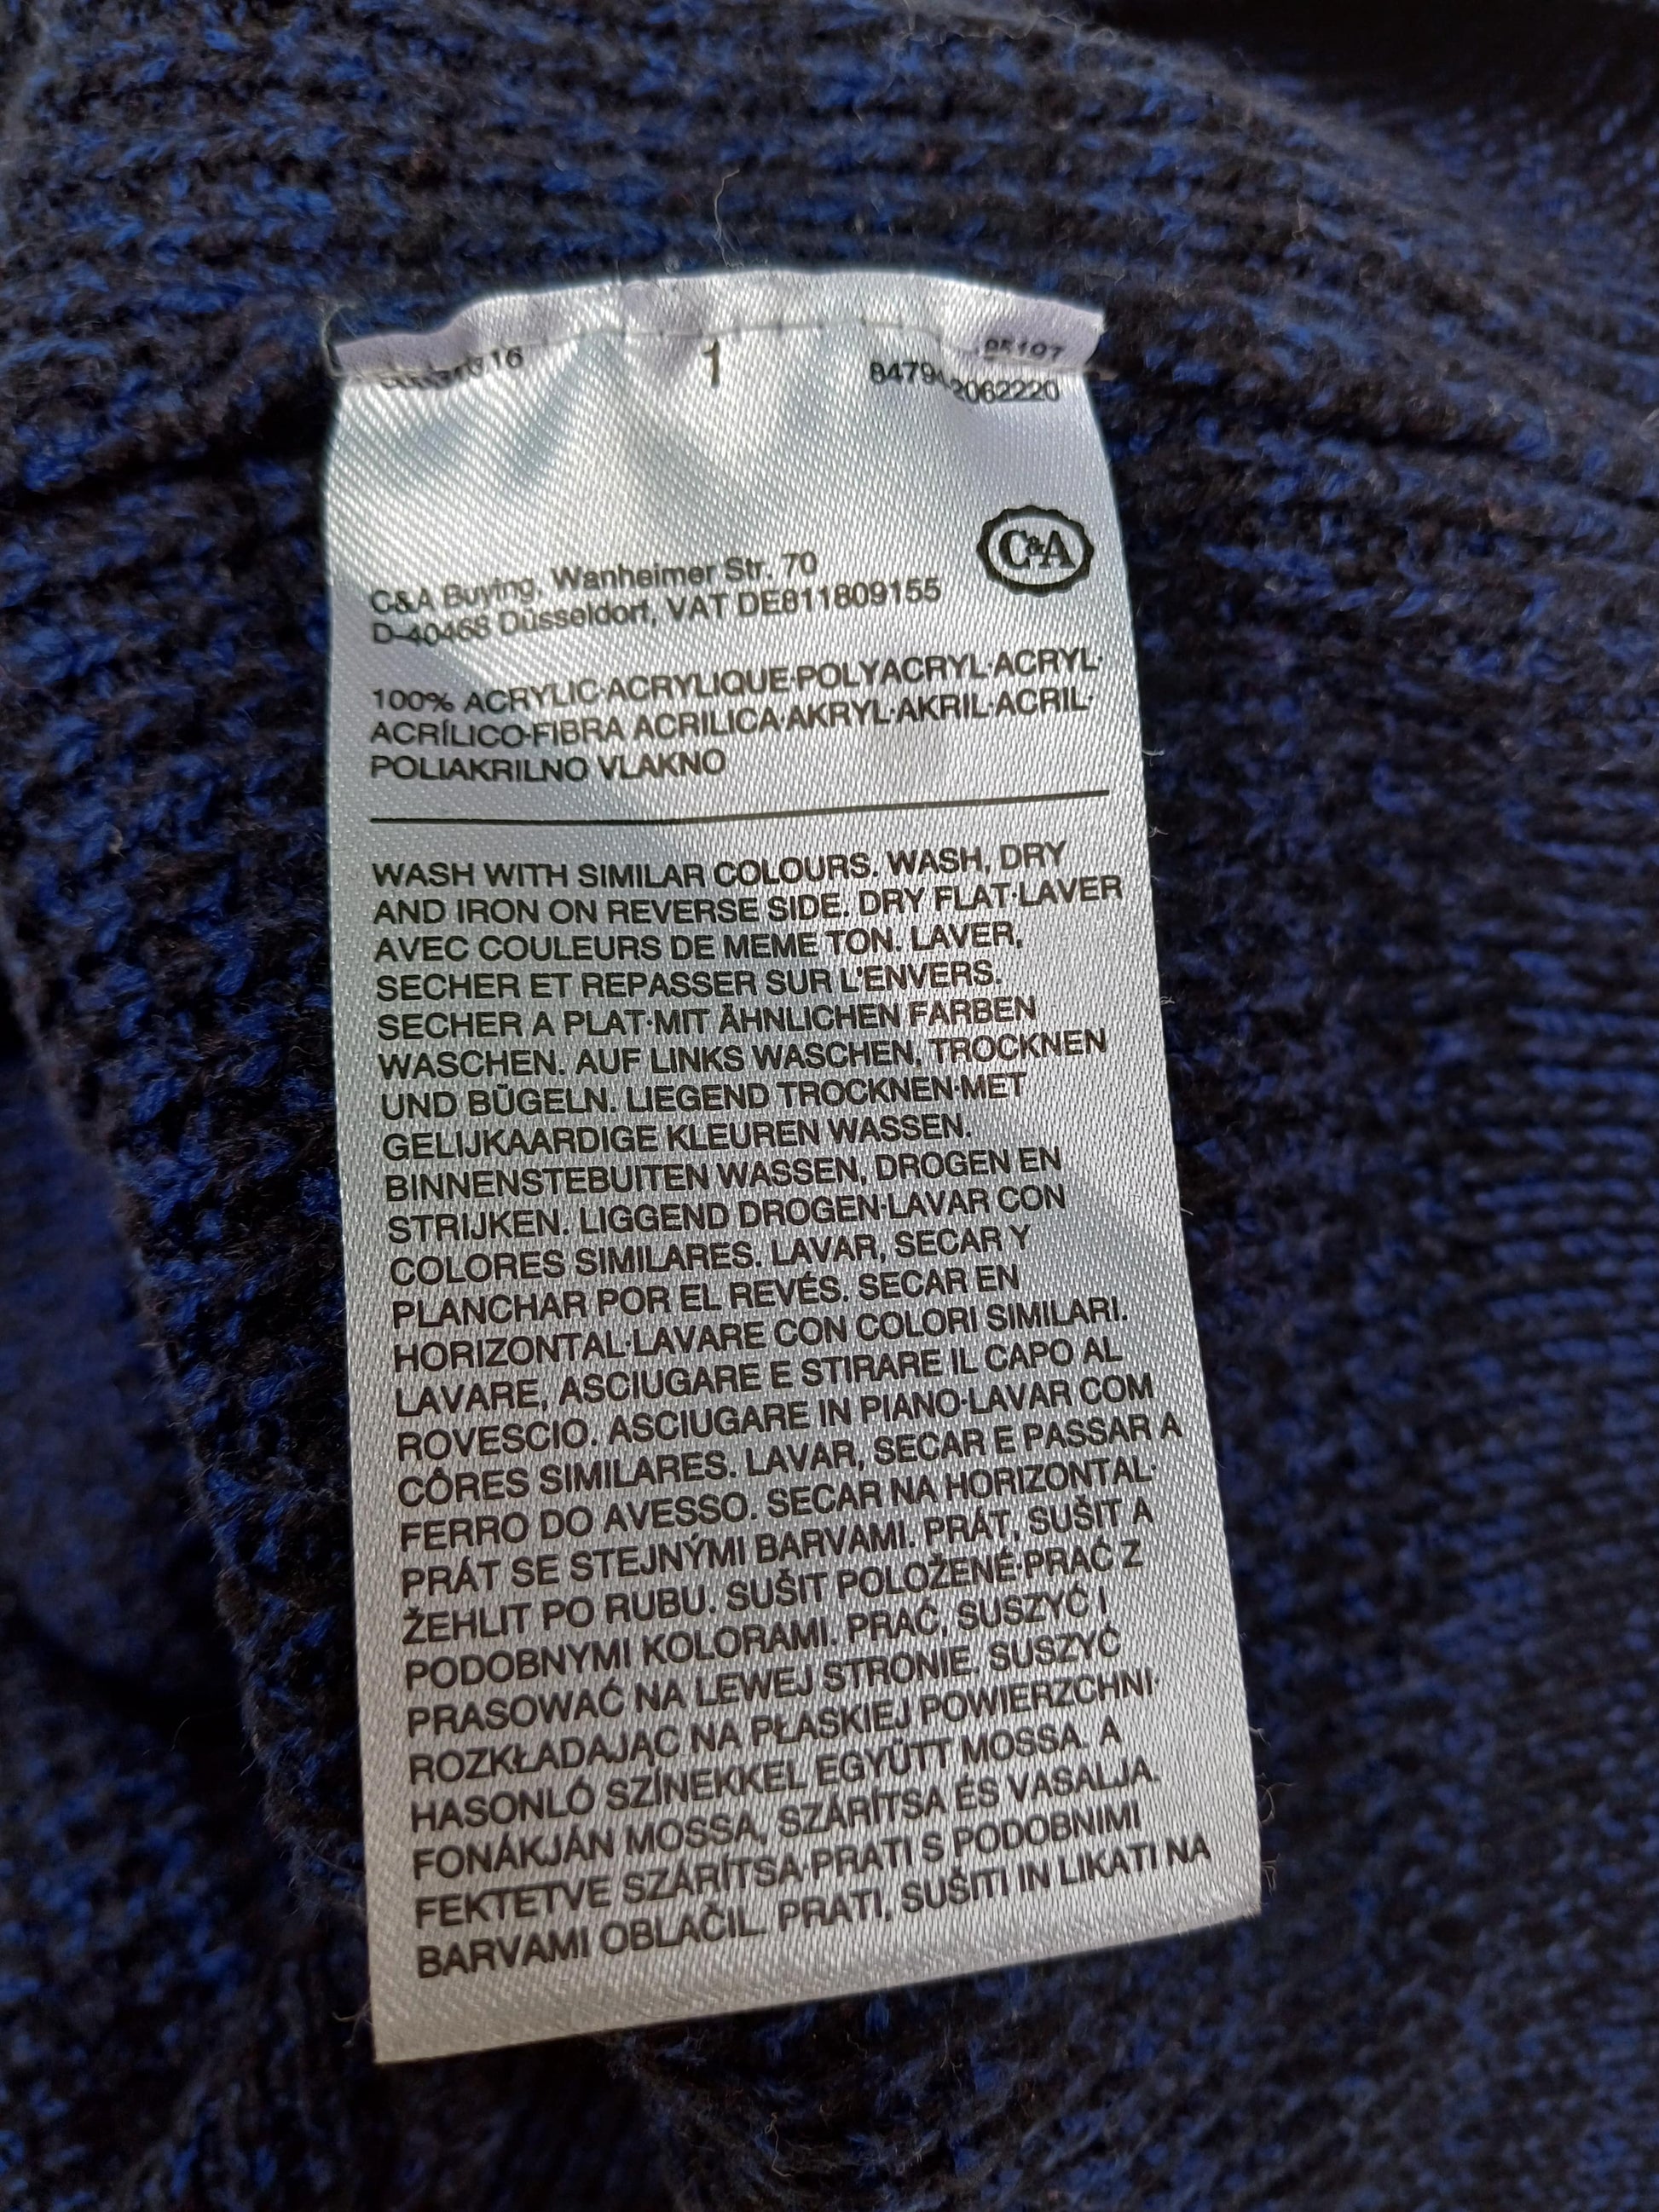 16
1
05107
2062220
C&A
C&A Buying, Wanheimer Str. 70
D-40468 Düsseldorf, VAT DE811809155
100% ACRYLIC·ACRYLIQUE·POLYACRYL·ACRYL·
ACRÍLICO·FIBRA ACRILICA·AKRYL·AKRIL·ACRIL·
POLIAKRILNO VLAKNO
WASH WITH SIMILAR COLOURS. WASH, DRY
AND IRON ON REVERSE SIDE. DRY FLAT·LAVER
AVEC COULEURS DE MEME TON. LAVER,
SECHER ET REPASSER SUR L'ENVERS.
SECHER A PLAT·MIT ÄHNLICHEN FARBEN
WASCHEN. AUF LINKS WASCHEN, TROCKNEN
UND BÜGELN. LIEGEND TROCKNEN·MET
GELIJKAARDIGE KLEUREN WASSEN.
BINNENSTEBUITEN WASSEN, DROGEN EN
STRIJKEN. LIGGEND DROGEN·LAVAR CON
COLORES SIMILARES. LAVAR, SECAR Y
PLANCHAR POR EL REVÉS. SECAR EN
HORIZONTAL·LAVARE CON COLORI SIMILARI.
LAVARE, ASCIUGARE E STIRARE IL CAPO AL
ROVESCIO. ASCIUGARE IN PIANO·LAVAR COM
CÔRES SIMILARES. LAVAR, SECAR E PASSAR A
FERRO DO AVESSO. SECAR NA HORIZONTAL·
PRÁT SE STEJNÝMI BARVAMI. PRÁT, SUŠIT A
ŽEHLIT PO RUBU. SUŠIT POLOŽENÉ·PRAĆ Z
PODOBNYMI KOLORAMI. PRAĆ, SUSZYĆ I
PRASOWAĆ NA LEWEJ STRONIE. SUSZYĆ
ROZKŁADAJĄC NA PŁASKIEJ POWIERZCHNI·
HASONLÓ SZÍNEKKEL EGYÜTT MOSSA. A
FONÁKJÁN MOSSA, SZÁRÍTSA ÉS VASALJA.
FEKTETVE SZÁRÍTSA·PRATI S PODOBNIMI
BARVAMI OBLAČIL. PRATI, SUŠITI IN LIKATI NA